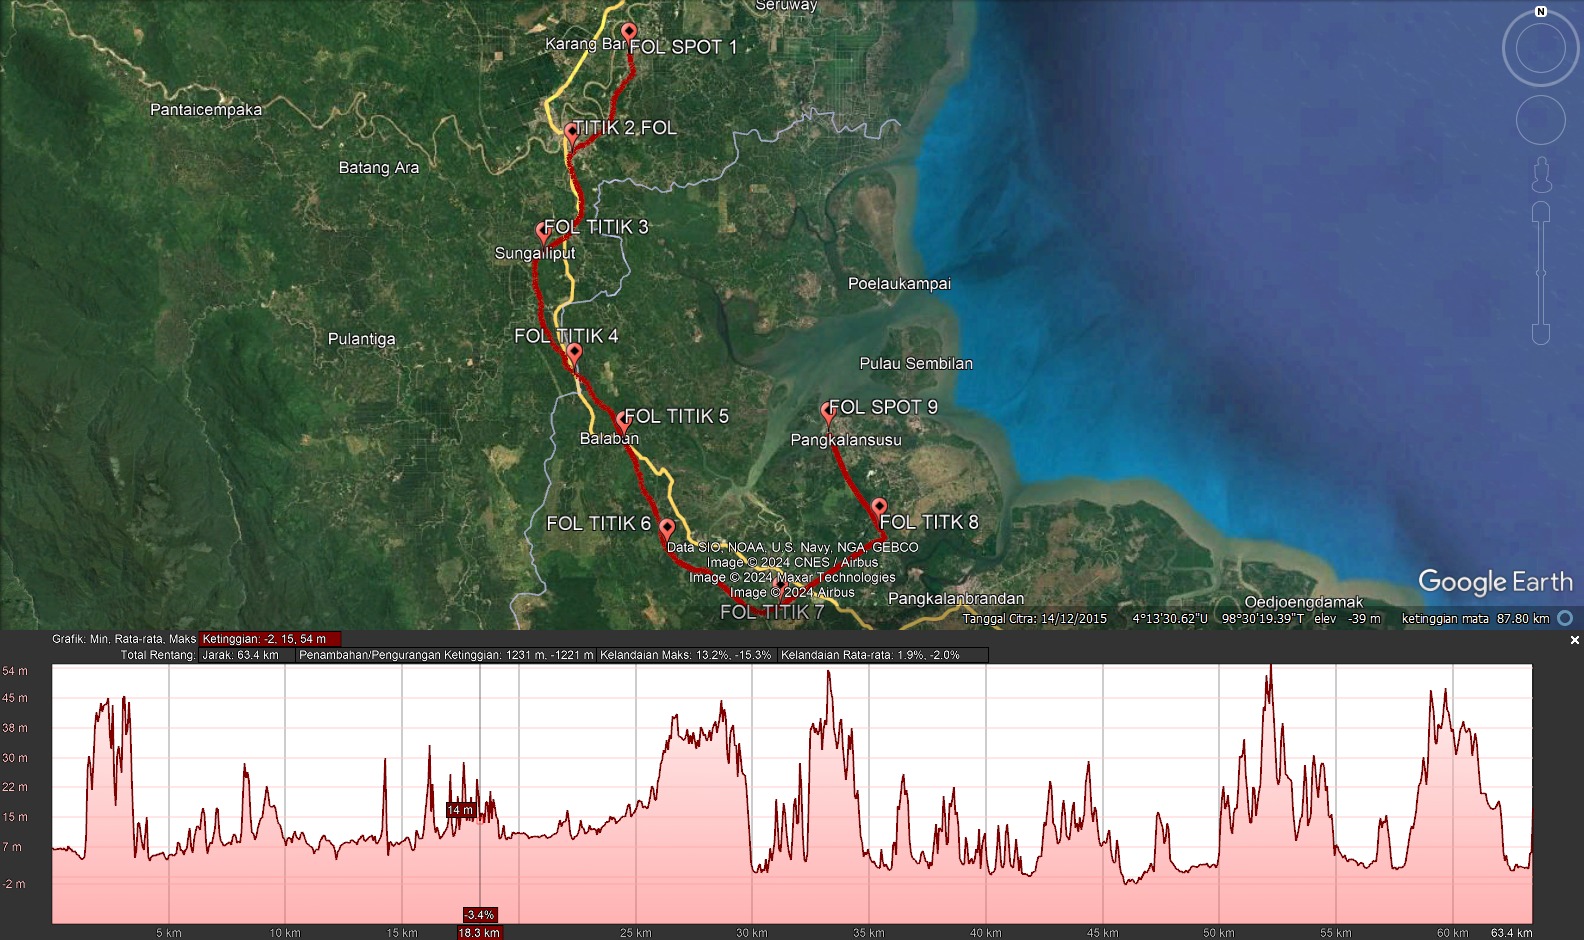 Seruway
N
Karang Bar
FOL SPOT 1
Pantaicempaka
TITIK 2 FOL
Batang Ara
FOL TITIK 3
Sungailiput
Poelaukampai
FOL TITIK 4
Pulantiga
Pulau Sembilan
FOL SPOT 9
FOL TITIK 5
Balaban
Pangkalansusu
FOL TITIK 6
FOL TITK 8
Data SIO, NOAA, U.S. Navy, NGA, GEBCO
Image © 2024 CNES / Airbus
Image © 2024 Maxar Technologies
Image © 2024 Airbus
Google Earth
Pangkalanbrandan
Oedjoengdamak
FOL TITIK 7
Tanggal Citra: 14/12/2015 4°13'30.62"U 98°30'19.39"T elev -39 m ketinggian mata 87.80 km
Grafik: Min, Rata-rata, Maks Ketinggian: -2, 15, 54 m
Total Rentang: Jarak: 63.4 km Penambahan/Pengurangan Ketinggian: 1231 m, -1221 m Kelandaian Maks: 13.2%, -15.3% Kelandaian Rata-rata: 1.9%, -2.0%
54 m
45 m
38 m
30 m
22 m
14 m
15 m
7 m
-2 m
-3.4%
5 km 10 km 15 km 18.3 km 25 km 30 km 35 km 40 km 45 km 50 km 55 km 60 km 63.4 km